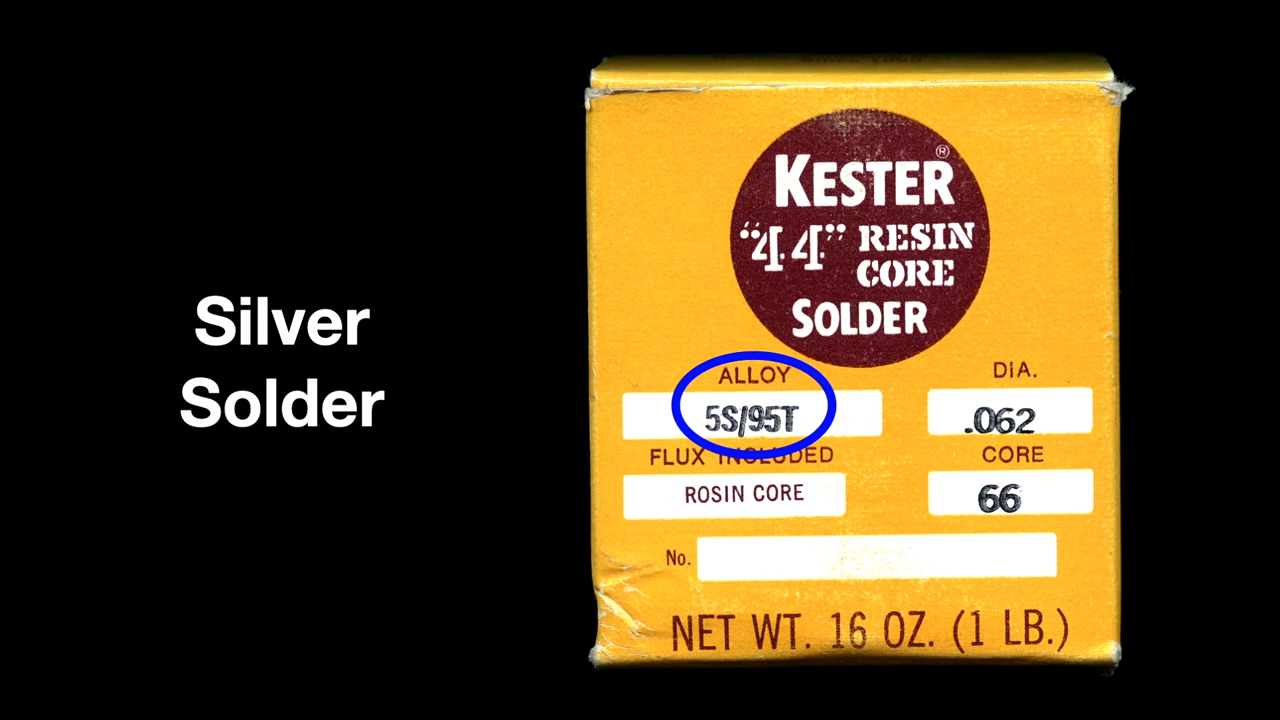 Silver
Solder
KESTER®
"44" RESIN
CORE
SOLDER
ALLOY
5S/95T
DIA.
.062
FLUX INCLUDED
ROSIN CORE
CORE
66
No.
NET WT. 16 OZ. (1 LB.)